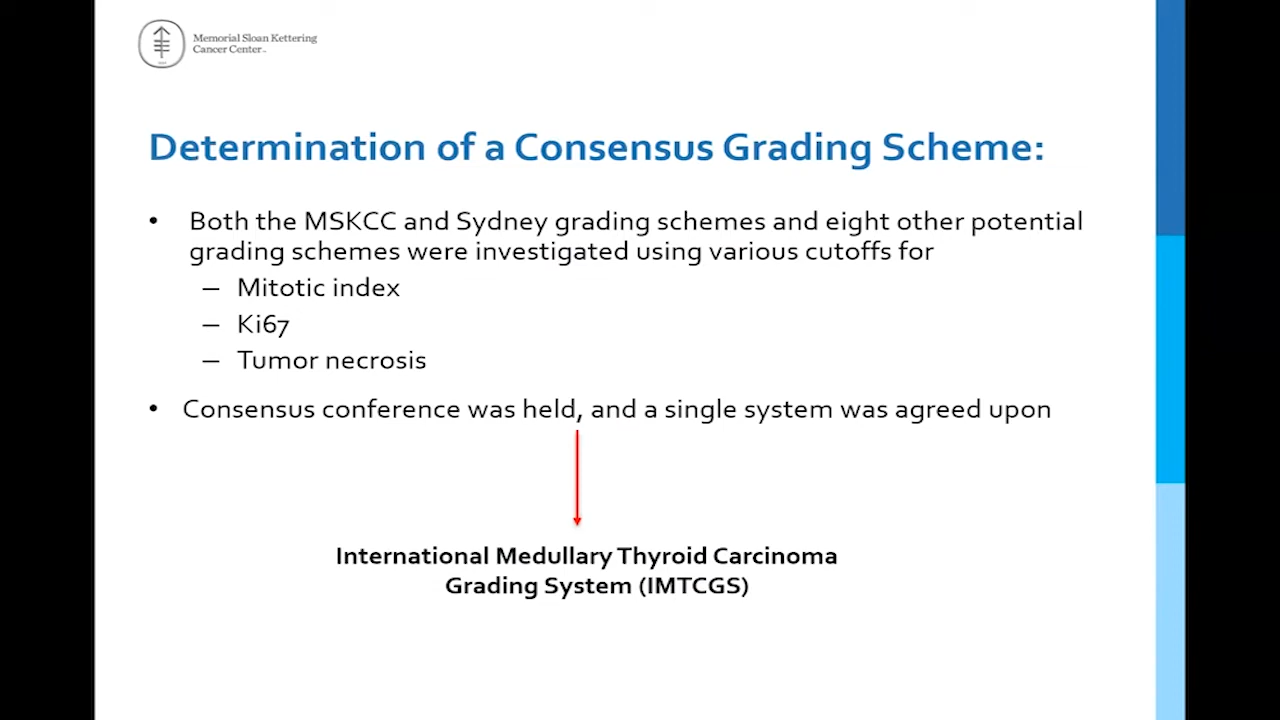 Memorial Sloan Kettering
Cancer Center
Determination of a Consensus Grading Scheme:
• Both the MSKCC and Sydney grading schemes and eight other potential
grading schemes were investigated using various cutoffs for
– Mitotic index
– Ki67
– Tumor necrosis
• Consensus conference was held, and a single system was agreed upon
International Medullary Thyroid Carcinoma
Grading System (IMTCGS)